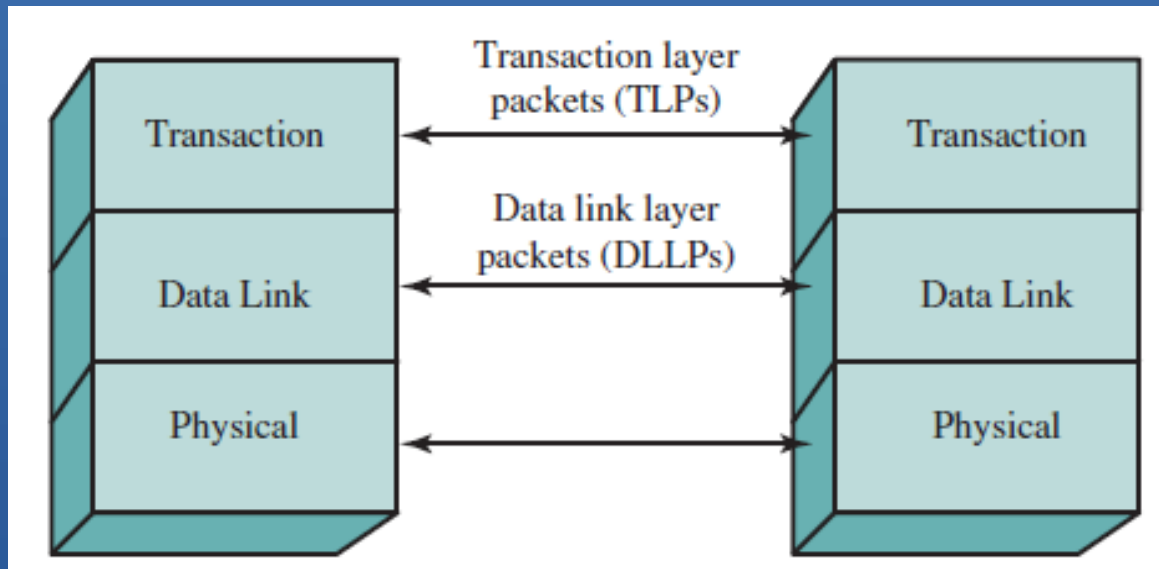 Transaction layer
packets (TLPs)
Transaction
Transaction
Data link layer
packets (DLLPs)
Data Link
Data Link
Physical
Physical